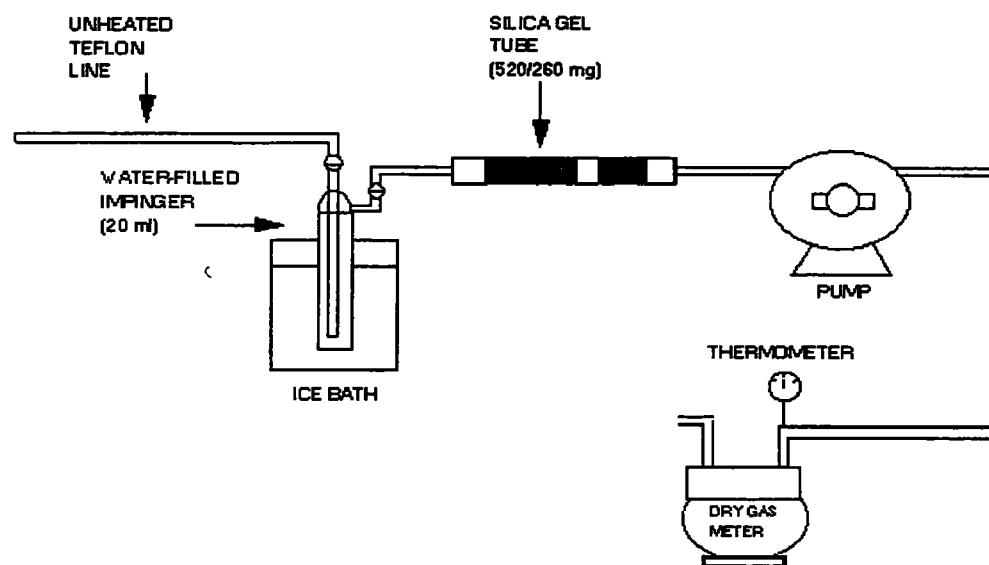 UNHEATED
TEFLON
LINE
SILICA GEL
TUBE
(520/260 mg)
WATER-FILLED
IMPINGER
(20 ml)
ICE BATH
PUMP
THERMOMETER
DRY GAS
METER